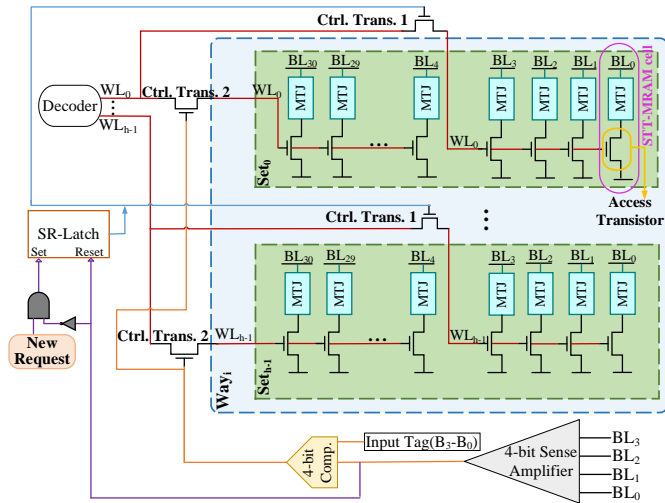 Ctrl. Trans. 1
BL30 BL29 BL4 BL3 BL2 BL1 BL0
MTJ MTJ MTJ MTJ MTJ MTJ MTJ
STT-MRAM cell
Decoder
WL0
WLh-1
Ctrl. Trans. 2
WL0
WL0
Set0
Access
Transistor
Ctrl. Trans. 1
SR-Latch
Set Reset
BL30 BL29 BL4 BL3 BL2 BL1 BL0
MTJ MTJ MTJ MTJ MTJ MTJ MTJ
New
Request
Ctrl. Trans. 2
WLh-1
WLh-1
Seth-1
Wayi
4-bit
Comp.
Input Tag(B3-B0)
4-bit Sense
Amplifier
BL3
BL2
BL1
BL0